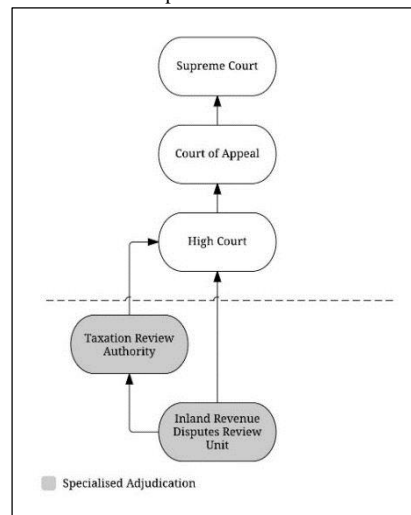 Supreme Court
Court of Appeal
High Court
Taxation Review
Authority
Inland Revenue
Disputes Review
Unit
Specialised Adjudication